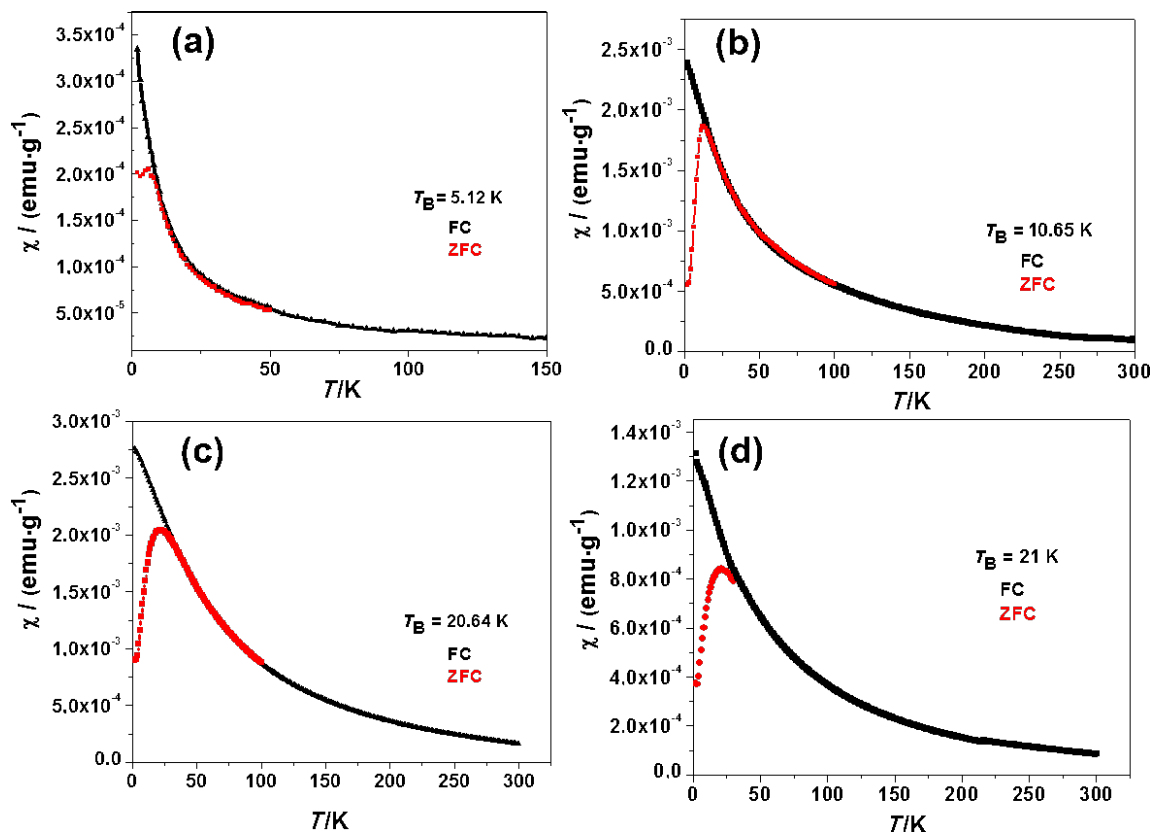 (a)
χ / (emu·g⁻¹)
3.5x10⁻⁴
3.0x10⁻⁴
2.5x10⁻⁴
2.0x10⁻⁴
1.5x10⁻⁴
1.0x10⁻⁴
5.0x10⁻⁵
T_B = 5.12 K
FC
ZFC
0 50 100 150
T/K
(b)
χ / (emu·g⁻¹)
2.5x10⁻³
2.0x10⁻³
1.5x10⁻³
1.0x10⁻³
5.0x10⁻⁴
0.0
T_B = 10.65 K
FC
ZFC
0 50 100 150 200 250 300
T/K
(c)
χ / (emu·g⁻¹)
3.0x10⁻³
2.5x10⁻³
2.0x10⁻³
1.5x10⁻³
1.0x10⁻³
5.0x10⁻⁴
0.0
T_B = 20.64 K
FC
ZFC
0 50 100 150 200 250 300
T/K
(d)
χ / (emu·g⁻¹)
1.4x10⁻³
1.2x10⁻³
1.0x10⁻³
8.0x10⁻⁴
6.0x10⁻⁴
4.0x10⁻⁴
2.0x10⁻⁴
0.0
T_B = 21 K
FC
ZFC
0 50 100 150 200 250 300
T/K